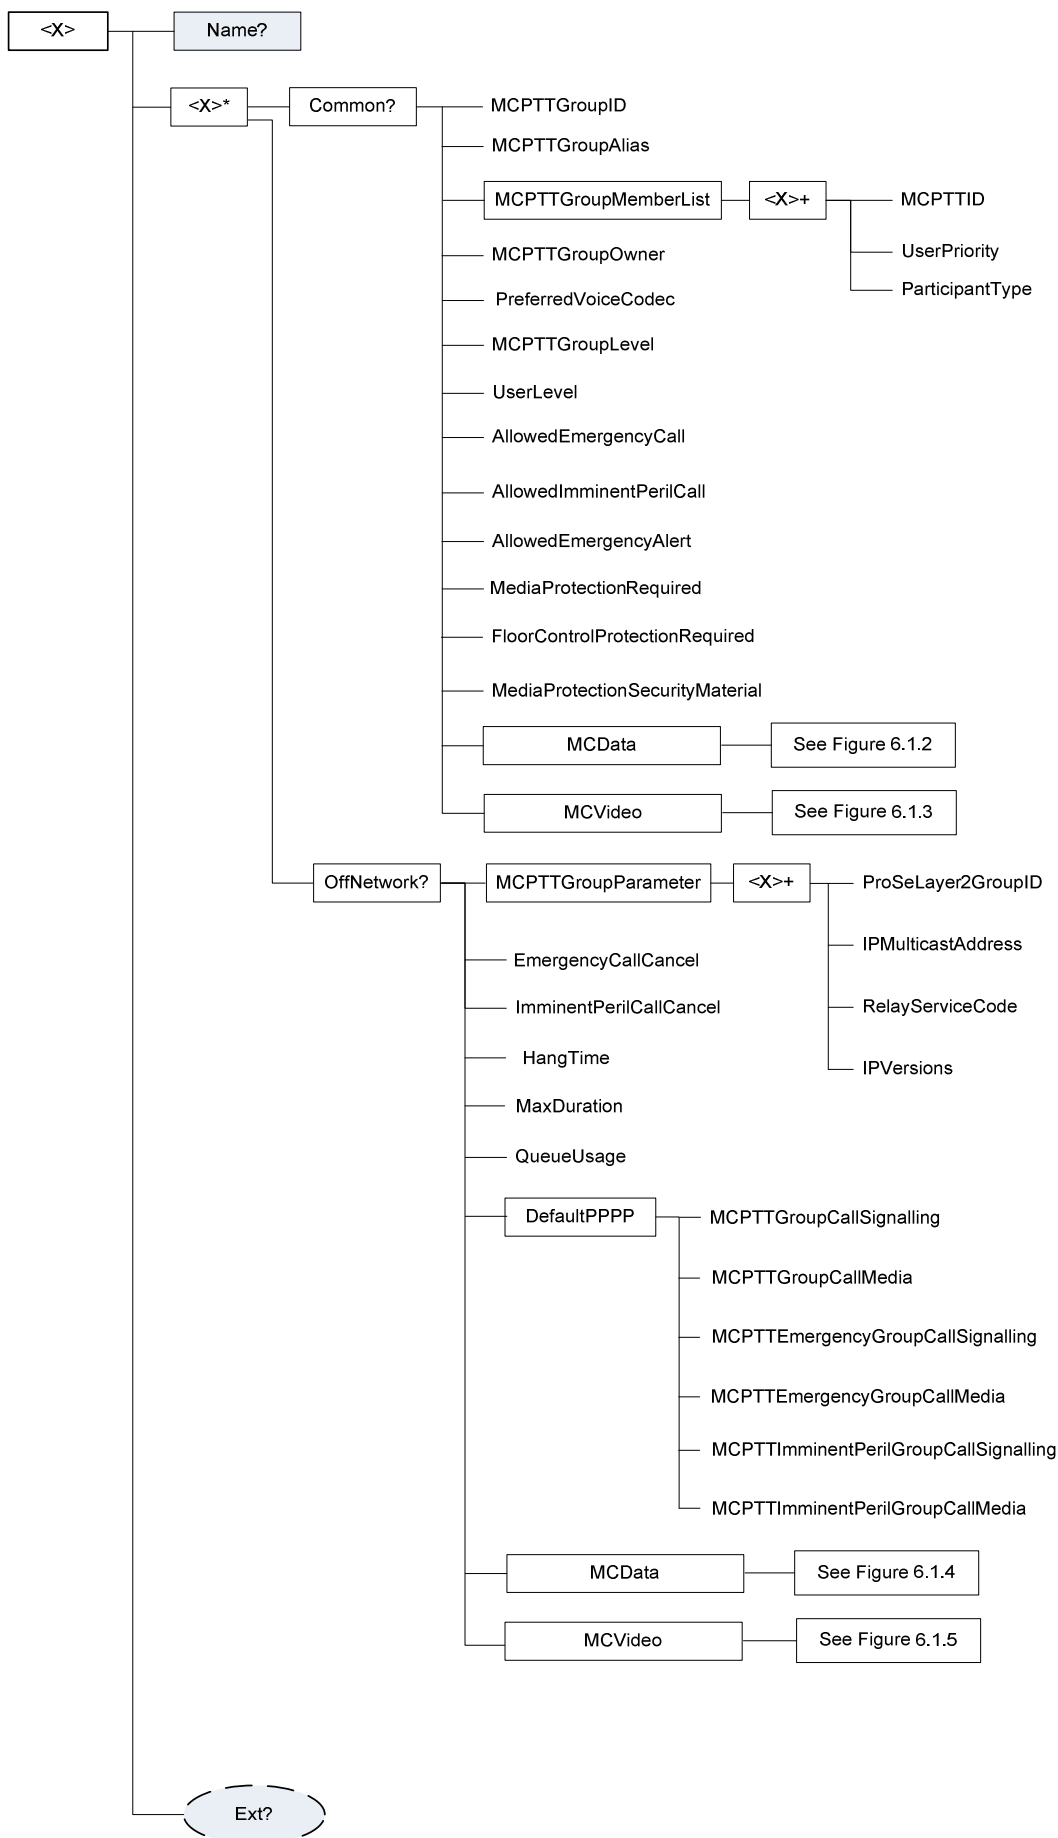 <X>
Name?
<X>*
Common?
MCPTTGroupID
MCPTTGroupAlias
MCPTTGroupMemberList
<X>+
MCPTTID
UserPriority
ParticipantType
MCPTTGroupOwner
PreferredVoiceCodec
MCPTTGroupLevel
UserLevel
AllowedEmergencyCall
AllowedImminentPerilCall
AllowedEmergencyAlert
MediaProtectionRequired
FloorControlProtectionRequired
MediaProtectionSecurityMaterial
MCData
See Figure 6.1.2
MCVideo
See Figure 6.1.3
OffNetwork?
MCPTTGroupParameter
<X>+
ProSeLayer2GroupID
IPMulticastAddress
RelayServiceCode
IPVersions
EmergencyCallCancel
ImminentPerilCallCancel
HangTime
MaxDuration
QueueUsage
DefaultPPPP
MCPTTGroupCallSignalling
MCPTTGroupCallMedia
MCPTTEmergencyGroupCallSignalling
MCPTTEmergencyGroupCallMedia
MCPTTImminentPerilGroupCallSignalling
MCPTTImminentPerilGroupCallMedia
MCData
See Figure 6.1.4
MCVideo
See Figure 6.1.5
Ext?